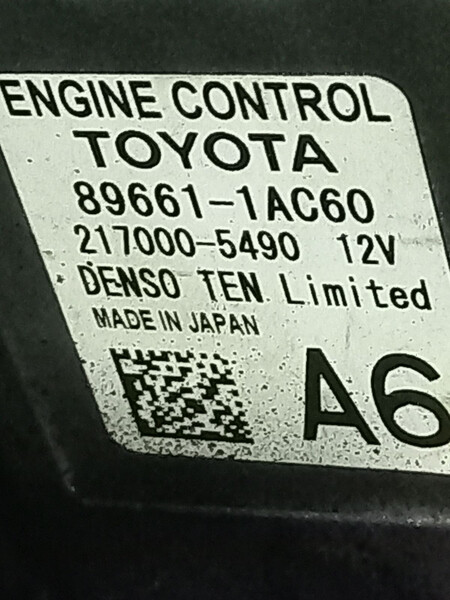 ENGINE CONTROL
TOYOTA
89661-1AC60
217000-5490 12V
DENSO TEN Limited
MADE IN JAPAN
A6